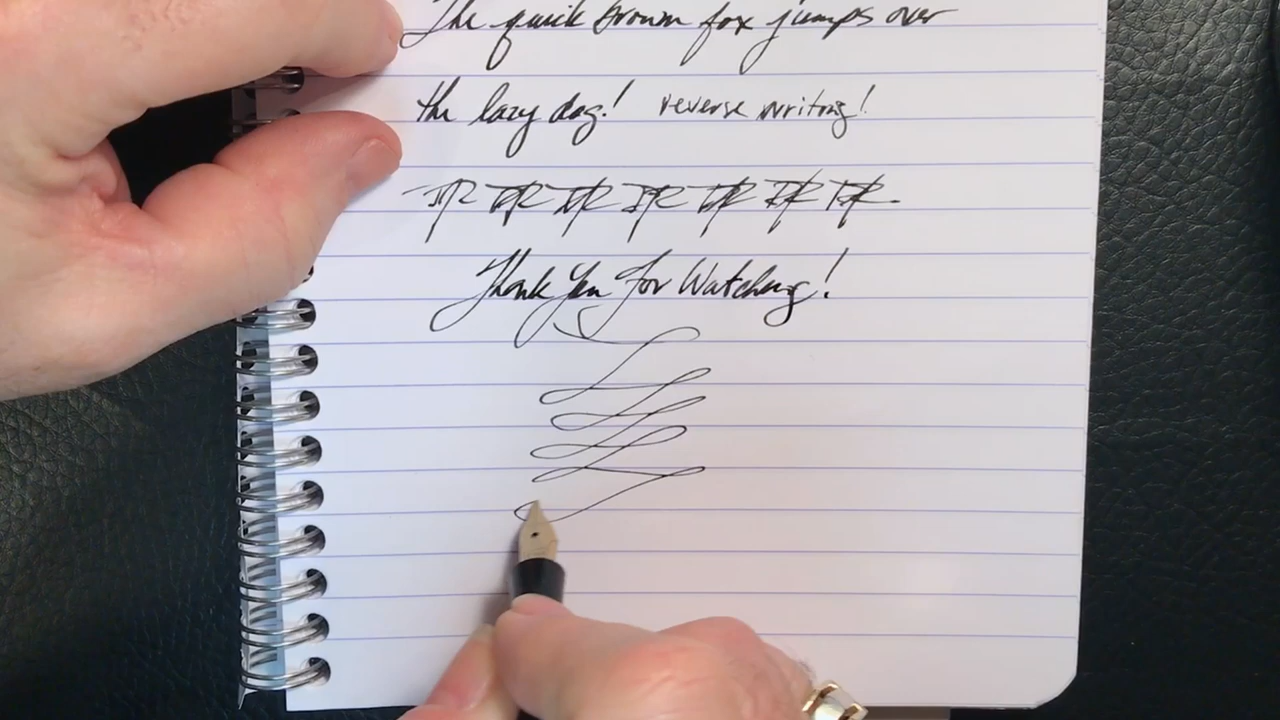 The quick brown fox jumps over
the lazy dog! reverse writing!
Thank You For Watching!